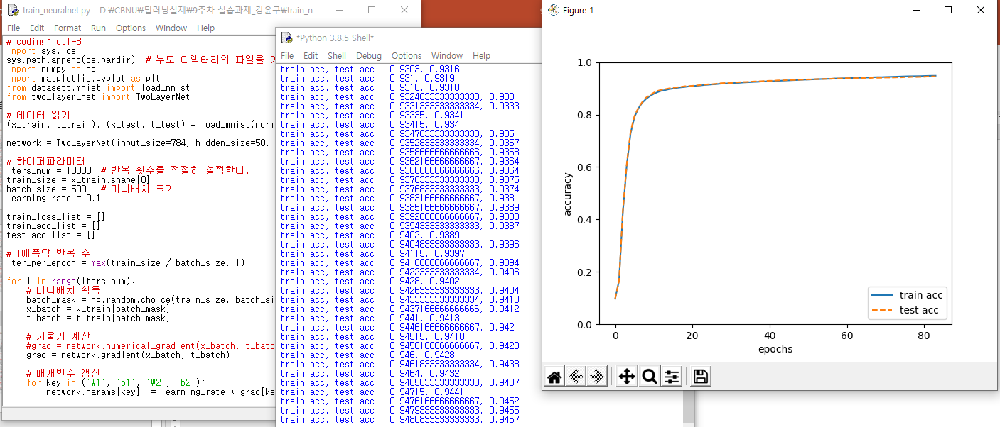 train_neuralnet.py - D:₩CBNU₩딥러닝실제₩9주차 실습과제_강윤구₩train_n...
File Edit Format Run Options Window Help
# coding: utf-8
import sys, os
sys.path.append(os.pardir) # 부모 디렉터리의 파일을
import numpy as np
import matplotlib.pyplot as plt
from datasett.mnist import load_mnist
from two_layer_net import TwoLayerNet
# 데이터 읽기
(x_train, t_train), (x_test, t_test) = load_mnist(norm
network = TwoLayerNet(input_size=784, hidden_size=50,
# 하이퍼파라미터
iters_num = 10000 # 반복 횟수를 적절히 설정한다.
train_size = x_train.shape[0]
batch_size = 500 # 미니배치 크기
learning_rate = 0.1
train_loss_list = []
train_acc_list = []
test_acc_list = []
# 1에폭당 반복 수
iter_per_epoch = max(train_size / batch_size, 1)
for i in range(iters_num):
# 미니배치 획득
batch_mask = np.random.choice(train_size, batch_si
x_batch = x_train[batch_mask]
t_batch = t_train[batch_mask]
# 기울기 계산
#grad = network.numerical_gradient(x_batch, t_batc
grad = network.gradient(x_batch, t_batch)
# 매개변수 갱신
for key in ('W1', 'b1', 'W2', 'b2'):
network.params[key] -= learning_rate * grad[ke
*Python 3.8.5 Shell*
File Edit Shell Debug Options Window Help
train acc, test acc | 0.9303, 0.9316
train acc, test acc | 0.931, 0.9319
train acc, test acc | 0.9316, 0.9318
train acc, test acc | 0.9324833333333333, 0.933
train acc, test acc | 0.9331333333333334, 0.9333
train acc, test acc | 0.93335, 0.9341
train acc, test acc | 0.93415, 0.934
train acc, test acc | 0.9347833333333333, 0.935
train acc, test acc | 0.9352833333333334, 0.9357
train acc, test acc | 0.9358666666666666, 0.9358
train acc, test acc | 0.9362166666666667, 0.9364
train acc, test acc | 0.9366666666666666, 0.9364
train acc, test acc | 0.9376333333333333, 0.9375
train acc, test acc | 0.9376833333333333, 0.9374
train acc, test acc | 0.9383166666666667, 0.938
train acc, test acc | 0.9385166666666667, 0.9389
train acc, test acc | 0.9392666666666667, 0.9383
train acc, test acc | 0.9394333333333333, 0.9387
train acc, test acc | 0.9402, 0.9389
train acc, test acc | 0.9404833333333333, 0.9396
train acc, test acc | 0.94115, 0.9397
train acc, test acc | 0.9410666666666667, 0.9394
train acc, test acc | 0.9422333333333334, 0.9406
train acc, test acc | 0.9428, 0.9402
train acc, test acc | 0.9426333333333333, 0.9404
train acc, test acc | 0.9433333333333334, 0.9413
train acc, test acc | 0.9437166666666666, 0.9412
train acc, test acc | 0.9441, 0.9413
train acc, test acc | 0.9446166666666667, 0.942
train acc, test acc | 0.94515, 0.9418
train acc, test acc | 0.9456166666666667, 0.9428
train acc, test acc | 0.946, 0.9428
train acc, test acc | 0.9461833333333334, 0.9438
train acc, test acc | 0.9464, 0.9432
train acc, test acc | 0.9465833333333333, 0.9437
train acc, test acc | 0.94715, 0.9441
train acc, test acc | 0.9476166666666667, 0.9452
train acc, test acc | 0.9479333333333333, 0.9455
train acc, test acc | 0.9480833333333333, 0.9457
Figure 1
1.0
0.8
0.6
0.4
0.2
0.0
accuracy
train acc
test acc
0 20 40 60 80
epochs